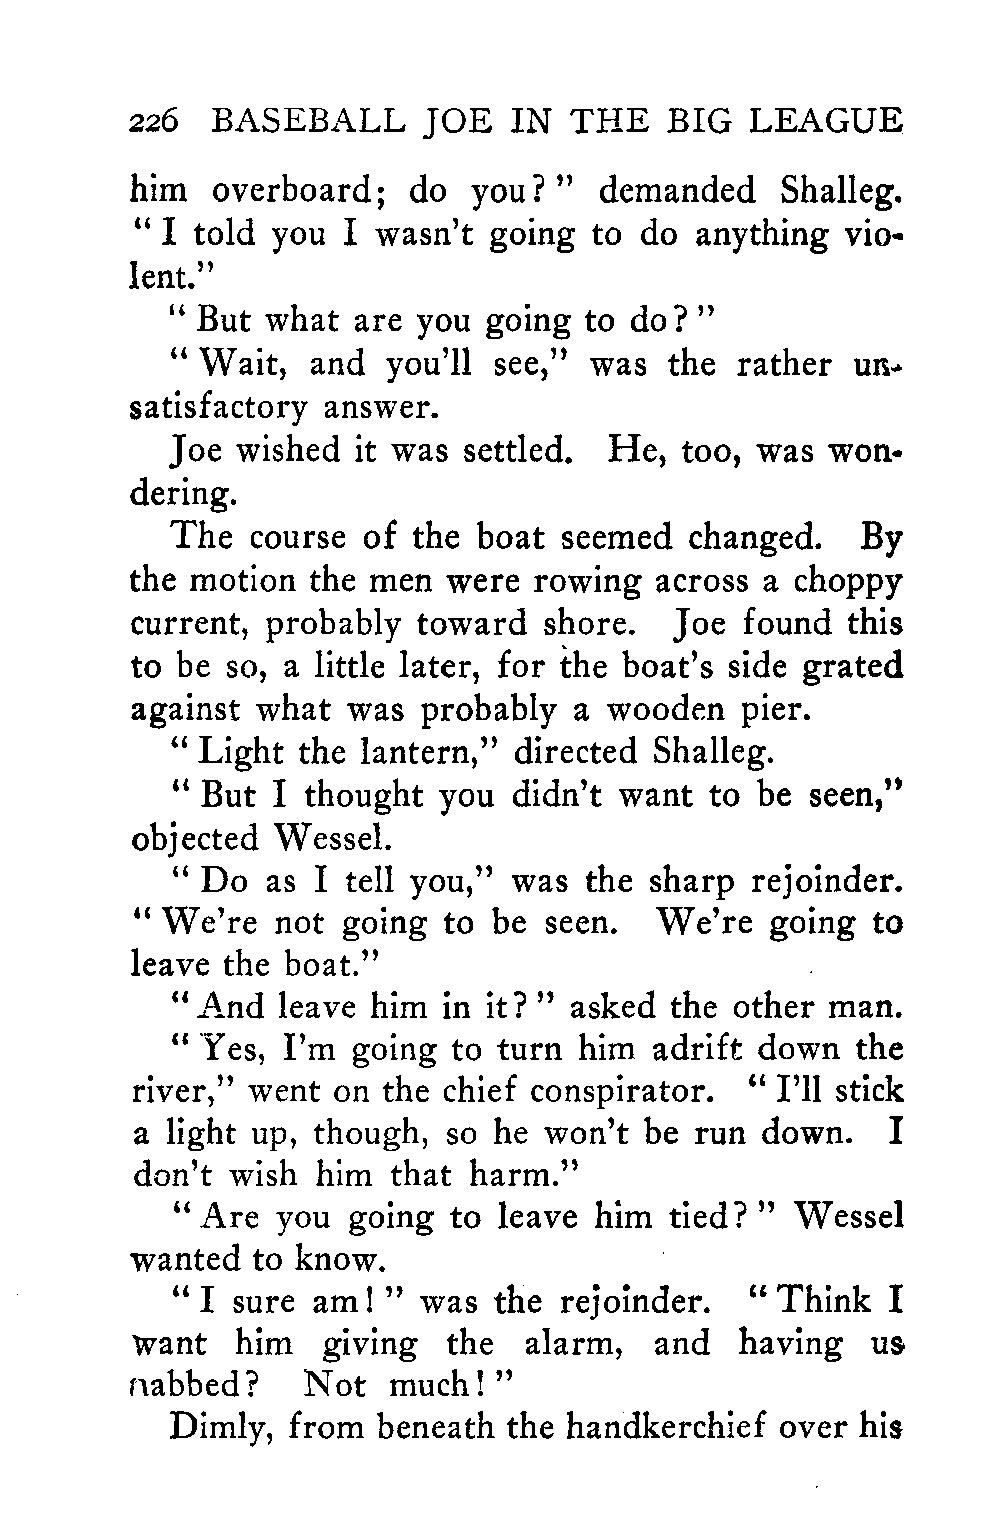 226 BASEBALL JOE IN THE BIG LEAGUE
him overboard; do you?" demanded Shalleg.
"I told you I wasn't going to do anything vio-
lent."
"But what are you going to do?"
"Wait, and you'll see," was the rather un-
satisfactory answer.
Joe wished it was settled. He, too, was won-
dering.
The course of the boat seemed changed. By
the motion the men were rowing across a choppy
current, probably toward shore. Joe found this
to be so, a little later, for the boat's side grated
against what was probably a wooden pier.
"Light the lantern," directed Shalleg.
"But I thought you didn't want to be seen,"
objected Wessel.
"Do as I tell you," was the sharp rejoinder.
"We're not going to be seen. We're going to
leave the boat."
"And leave him in it?" asked the other man.
"Yes, I'm going to turn him adrift down the
river," went on the chief conspirator. "I'll stick
a light up, though, so he won't be run down. I
don't wish him that harm."
"Are you going to leave him tied?" Wessel
wanted to know.
"I sure am!" was the rejoinder. "Think I
want him giving the alarm, and having us
nabbed? Not much!"
Dimly, from beneath the handkerchief over his